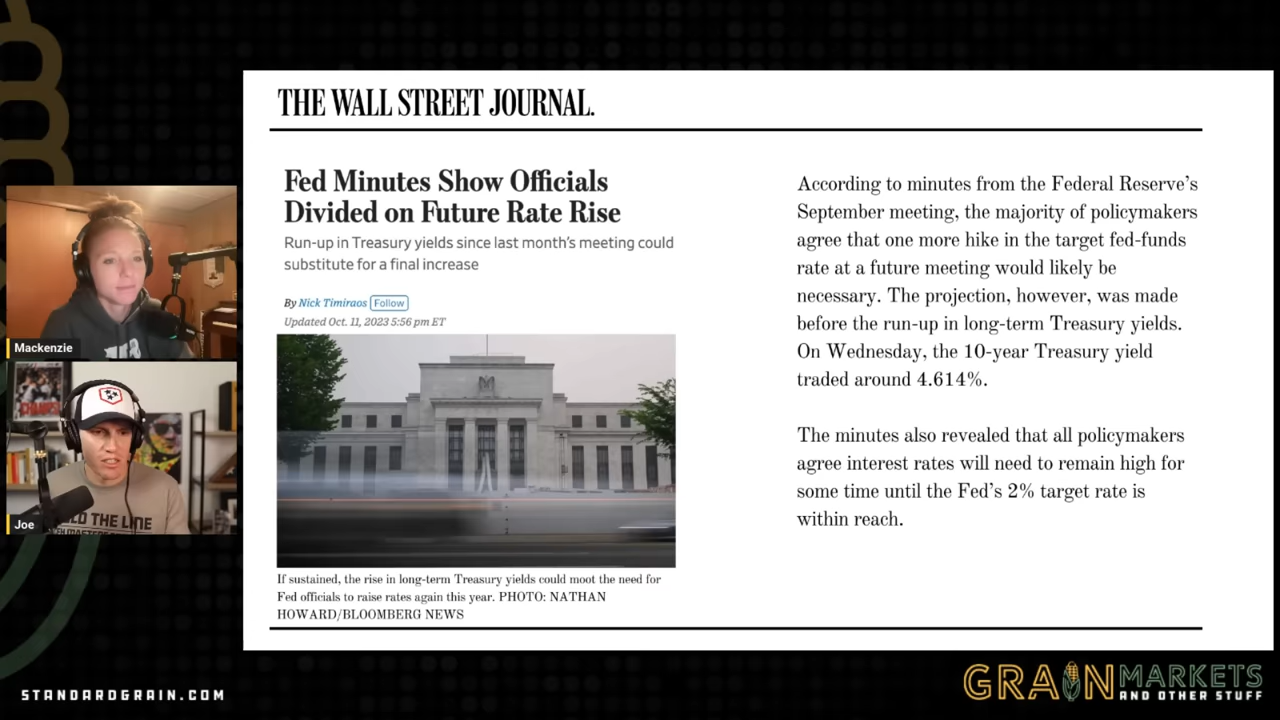 THE WALL STREET JOURNAL.
Fed Minutes Show Officials
Divided on Future Rate Rise
Run-up in Treasury yields since last month's meeting could
substitute for a final increase
By Nick Timiraos Follow
Updated Oct. 11, 2023 5:56 pm ET
If sustained, the rise in long-term Treasury yields could moot the need for
Fed officials to raise rates again this year. PHOTO: NATHAN
HOWARD/BLOOMBERG NEWS
According to minutes from the Federal Reserve's
September meeting, the majority of policymakers
agree that one more hike in the target fed-funds
rate at a future meeting would likely be
necessary. The projection, however, was made
before the run-up in long-term Treasury yields.
On Wednesday, the 10-year Treasury yield
traded around 4.614%.
The minutes also revealed that all policymakers
agree interest rates will need to remain high for
some time until the Fed's 2% target rate is
within reach.
Mackenzie
Joe
THE LINE
STANDARDGRAIN.COM
GRAIN MARKETS
AND OTHER STUFF